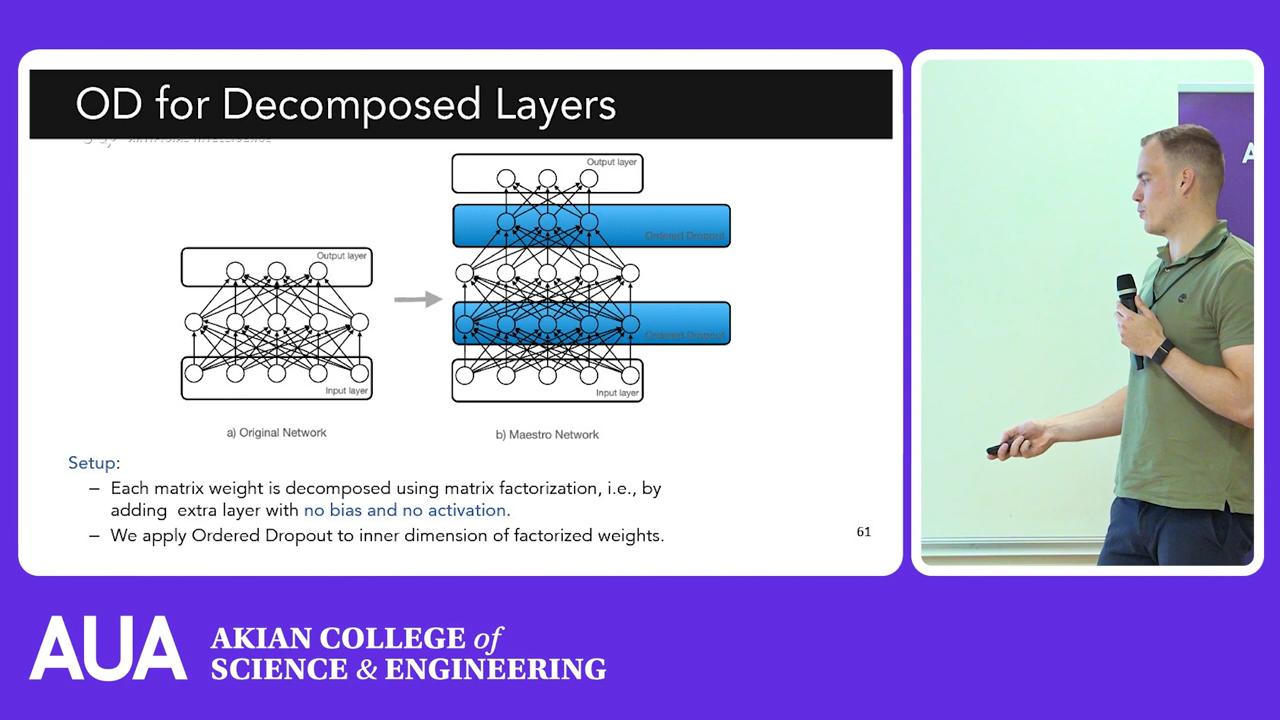 OD for Decomposed Layers
Output layer
Ordered Dropout
Output layer
Ordered Dropout
Input layer
Input layer
a) Original Network
b) Maestro Network
Setup:
– Each matrix weight is decomposed using matrix factorization, i.e., by
adding extra layer with no bias and no activation.
– We apply Ordered Dropout to inner dimension of factorized weights.
61
A
AUA
AKIAN COLLEGE of
SCIENCE & ENGINEERING